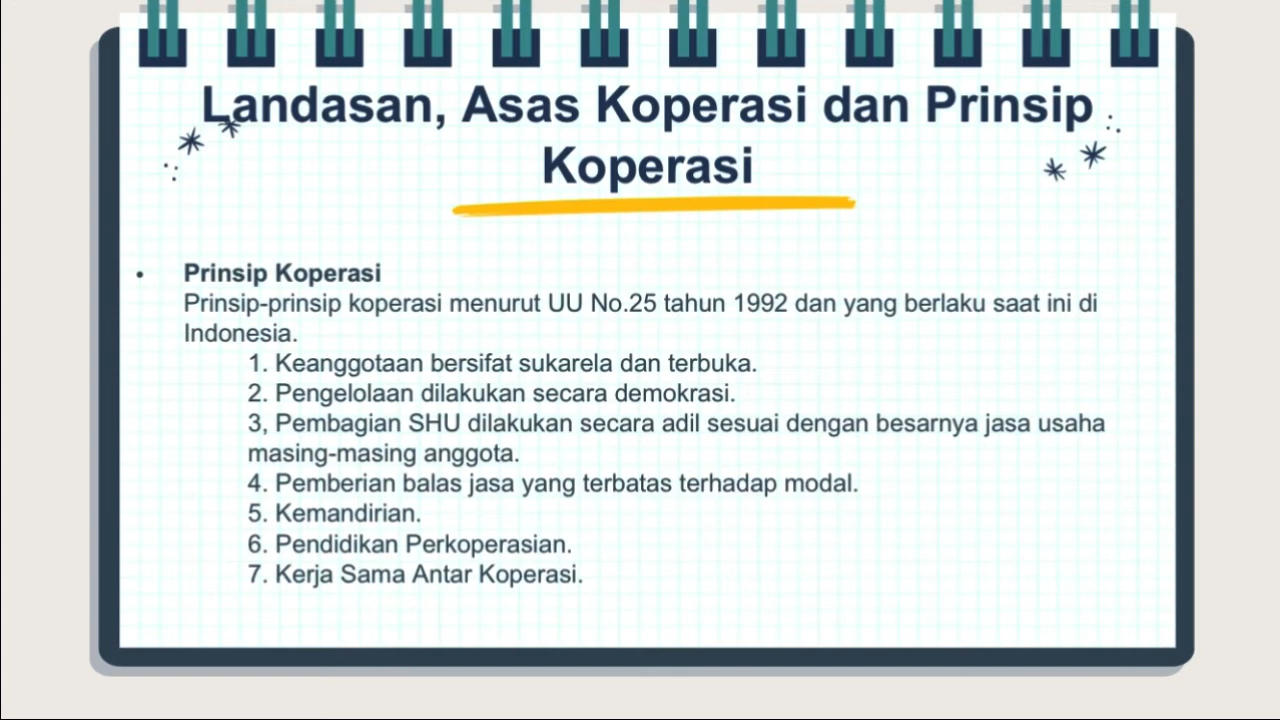 Landasan, Asas Koperasi dan Prinsip
Koperasi
• Prinsip Koperasi
Prinsip-prinsip koperasi menurut UU No.25 tahun 1992 dan yang berlaku saat ini di
Indonesia.
1. Keanggotaan bersifat sukarela dan terbuka.
2. Pengelolaan dilakukan secara demokrasi.
3, Pembagian SHU dilakukan secara adil sesuai dengan besarnya jasa usaha
masing-masing anggota.
4. Pemberian balas jasa yang terbatas terhadap modal.
5. Kemandirian.
6. Pendidikan Perkoperasian.
7. Kerja Sama Antar Koperasi.